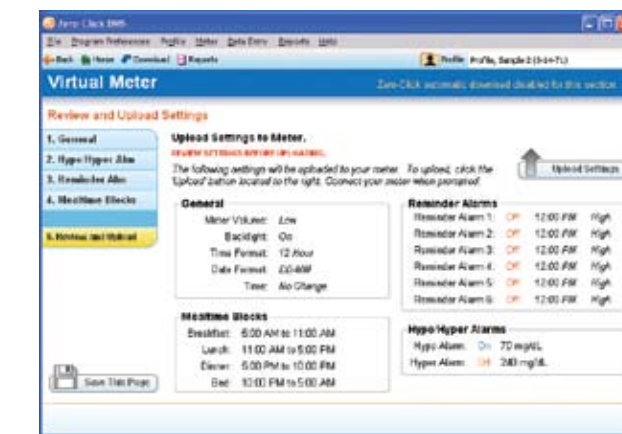 Zero-Click DMS
File Program Preferences Profile Meter Data Entry Reports Help
Back Home Download Reports Profile: Profile, Sample 2
Virtual Meter Zero-Click automatic download disabled for this section.
Review and Upload Settings
1. General
2. Hypo/Hyper Alm
3. Reminder Alm
4. Mealtime Blocks
5. Review and Upload
Save This Page
Upload Settings to Meter.
REVIEW SETTINGS BEFORE UPLOADING.
The following settings will be uploaded to your meter. To upload, click the
'Upload' button located to the right. Connect your meter when prompted.
Upload Settings
General
Meter Volume: Low
Backlight: On
Time Format: 12 Hour
Date Format:
Time: No Change
Mealtime Blocks
Breakfast: 5:00 AM to 11:00 AM
Lunch: 11:00 AM to 5:00 PM
Dinner: 5:00 PM to 10:00 PM
Bed: 10:00 PM to 5:00 AM
Reminder Alarms
Reminder Alarm 1: Off 12:00 PM High
Reminder Alarm 2: Off 12:00 PM High
Reminder Alarm 3: Off 12:00 PM High
Reminder Alarm 4: Off 12:00 PM High
Reminder Alarm 5: Off 12:00 PM High
Reminder Alarm 6: Off 12:00 PM High
Hypo/Hyper Alarms
Hypo Alarm: On 70 mg/dL
Hyper Alarm: Off 240 mg/dL